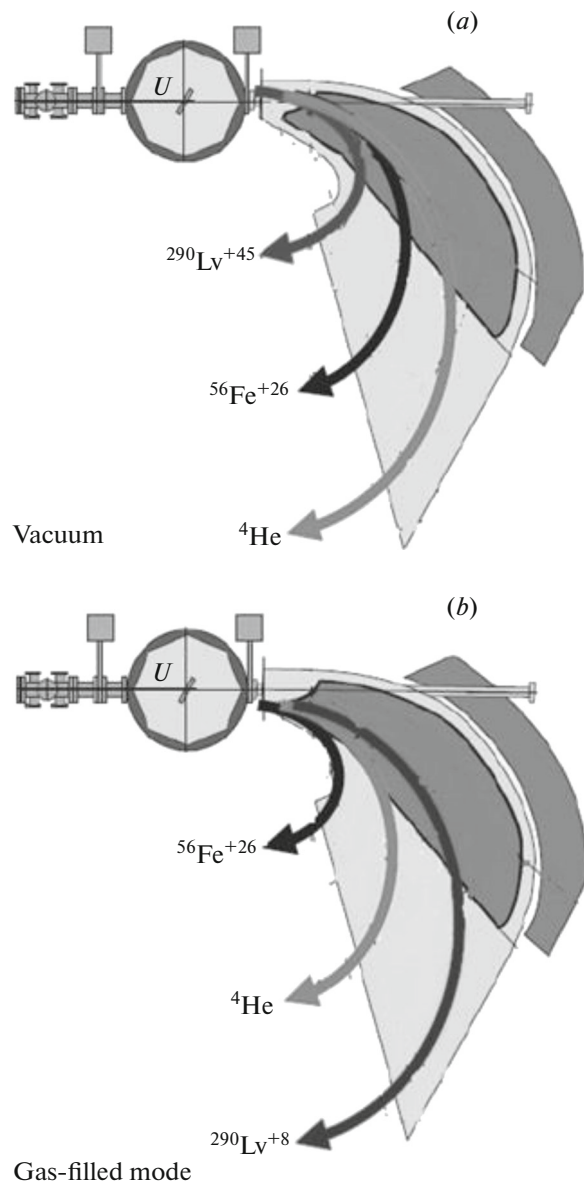 (a)
U
²⁹⁰Lv⁺⁴⁵
⁵⁶Fe⁺²⁶
Vacuum
⁴He
(b)
U
⁵⁶Fe⁺²⁶
⁴He
²⁹⁰Lv⁺⁸
Gas-filled mode